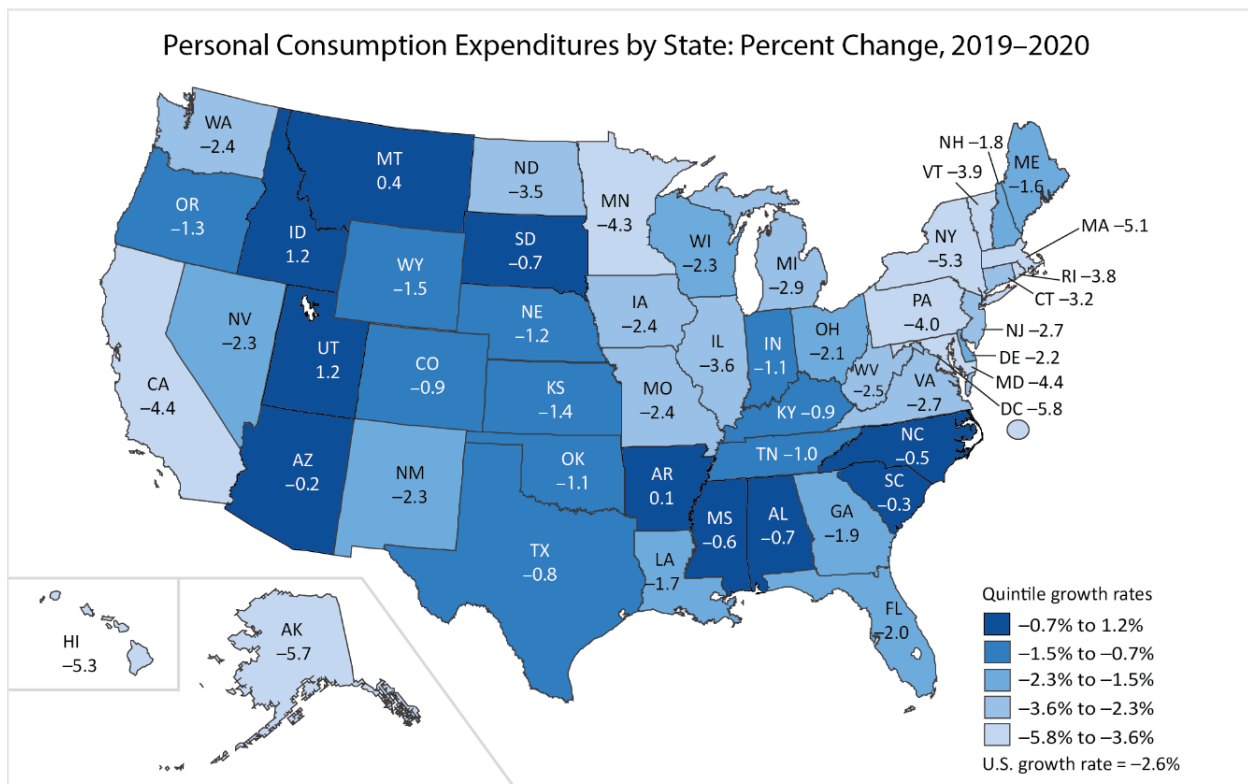 Personal Consumption Expenditures by State: Percent Change, 2019–2020
WA
−2.4
MT
0.4
ND
−3.5
MN
−4.3
OR
−1.3
ID
1.2
SD
−0.7
WY
−1.5
WI
−2.3
MI
−2.9
NH −1.8
VT −3.9
ME
−1.6
NY
−5.3
MA −5.1
RI −3.8
CT −3.2
PA
−4.0
NJ −2.7
DE −2.2
MD −4.4
DC −5.8
NV
−2.3
UT
1.2
CO
−0.9
NE
−1.2
IA
−2.4
IL
−3.6
IN
−1.1
OH
−2.1
WV
−2.5
VA
−2.7
CA
−4.4
KS
−1.4
MO
−2.4
KY −0.9
NC
−0.5
TN −1.0
SC
−0.3
AZ
−0.2
NM
−2.3
OK
−1.1
AR
0.1
MS
−0.6
AL
−0.7
GA
−1.9
TX
−0.8
LA
−1.7
FL
−2.0
HI
−5.3
AK
−5.7
Quintile growth rates
−0.7% to 1.2%
−1.5% to −0.7%
−2.3% to −1.5%
−3.6% to −2.3%
−5.8% to −3.6%
U.S. growth rate = −2.6%